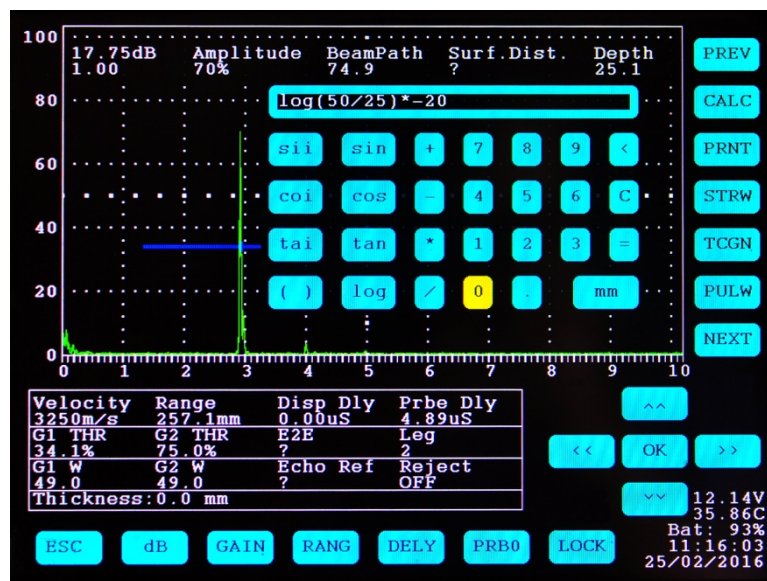 100
17.75dB Amplitude BeamPath Surf.Dist. Depth
1.00 70% 74.9 ? 25.1
PREV
80
log(50/25)*-20
CALC
sii sin + 7 8 9 <
60
PRNT
coi cos - 4 5 6 C
STRW
40
tai tan * 1 2 3 =
TCGN
20
( ) log / 0 . mm
PULW
0
NEXT
0 1 2 3 4 5 6 7 8 9 10
Velocity Range Disp Dly Prbe Dly
3250m/s 257.1mm 0.00uS 4.89uS
G1 THR G2 THR E2E Leg
34.1% 75.0% ? 2
G1 W G2 W Echo Ref Reject
49.0 49.0 ? OFF
Thickness:0.0 mm
^^
<< OK >>
vv
12.14V
35.86C
Bat: 93%
11:16:03
25/02/2016
ESC dB GAIN RANG DELY PRB0 LOCK